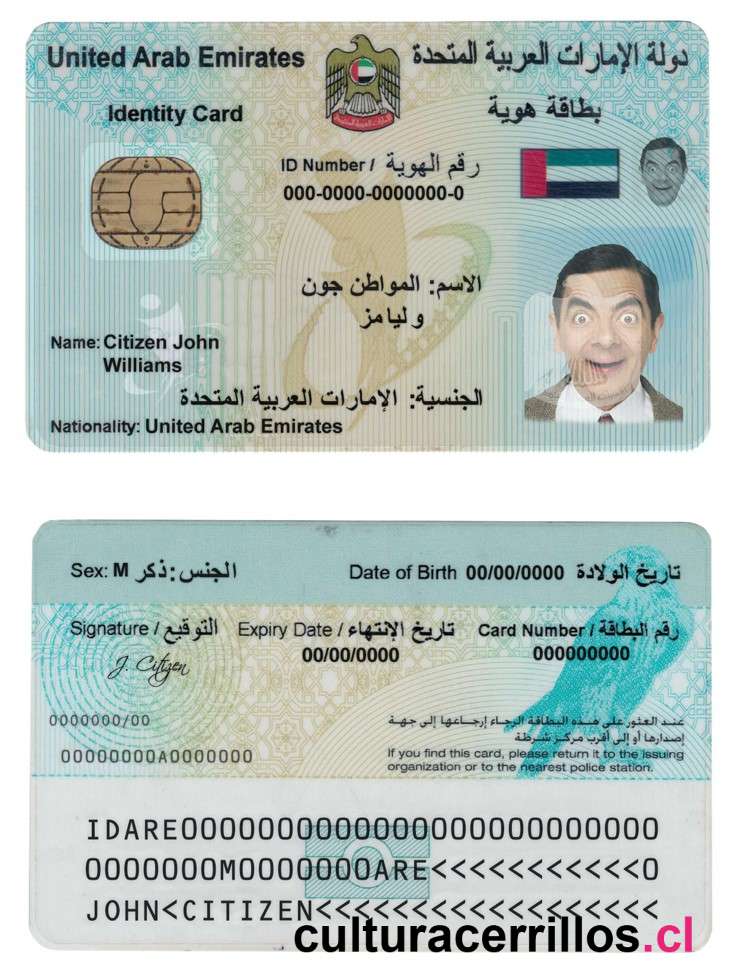 United Arab Emirates
دولة الإمارات العربية المتحدة
Identity Card
بطاقة هوية
ID Number / رقم الهوية
000-0000-0000000-0
الاسم: المواطن جون
وليامز
Name: Citizen John
Williams
الجنسية: الإمارات العربية المتحدة
Nationality: United Arab Emirates
Sex: M الجنس: ذكر
Date of Birth 00/00/0000 تاريخ الولادة
Signature / التوقيع
Expiry Date / تاريخ الإنتهاء
Card Number / رقم البطاقة
J. Citizen
00/00/0000
000000000
0000000/00
عند العثور على هذه البطاقة الرجاء إرجاعها إلى جهة
إصدارها أو إلى أقرب مركز شرطة
00000000A0000000
If you find this card, please return it to the issuing
organization or to the nearest police station.
IDARE0000000000000000000000000
0000000M0000000ARE<<<<<<<<<<<0
JOHN<CITIZEN<<<<<<<<<<<<<<<<<<
culturacerrillos.cl